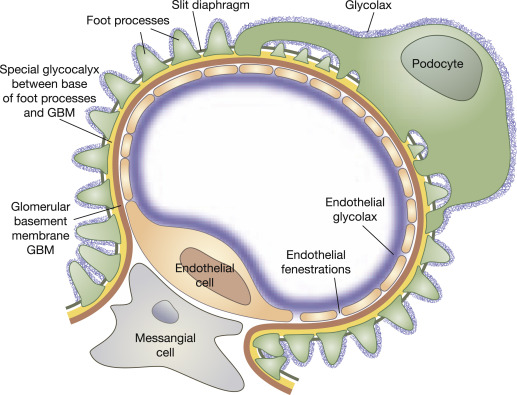 Slit diaphragm
Glycolax
Foot processes
Podocyte
Special glycocalyx
between base
of foot processes
and GBM
Glomerular
basement
membrane
GBM
Endothelial
glycolax
Endothelial
fenestrations
Endothelial
cell
Messangial
cell